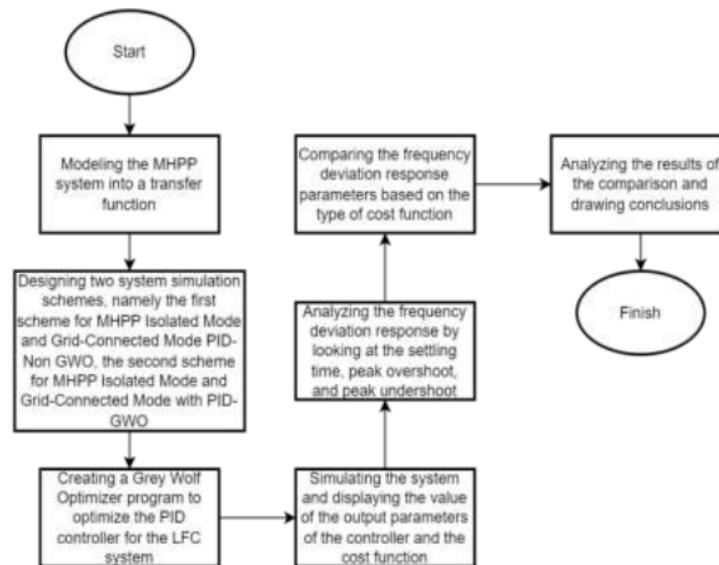 Start
Modeling the MHPP
system into a transfer
function
Designing two system simulation
schemes, namely the first
scheme for MHPP Isolated Mode
and Grid-Connected Mode PID-
Non GWO, the second scheme
for MHPP Isolated Mode and
Grid-Connected Mode with PID-
GWO
Creating a Grey Wolf
Optimizer program to
optimize the PID
controller for the LFC
system
Simulating the system
and displaying the value
of the output parameters
of the controller and the
cost function
Analyzing the frequency
deviation response by
looking at the settling
time, peak overshoot,
and peak undershoot
Comparing the frequency
deviation response
parameters based on the
type of cost function
Analyzing the results of
the comparison and
drawing conclusions
Finish